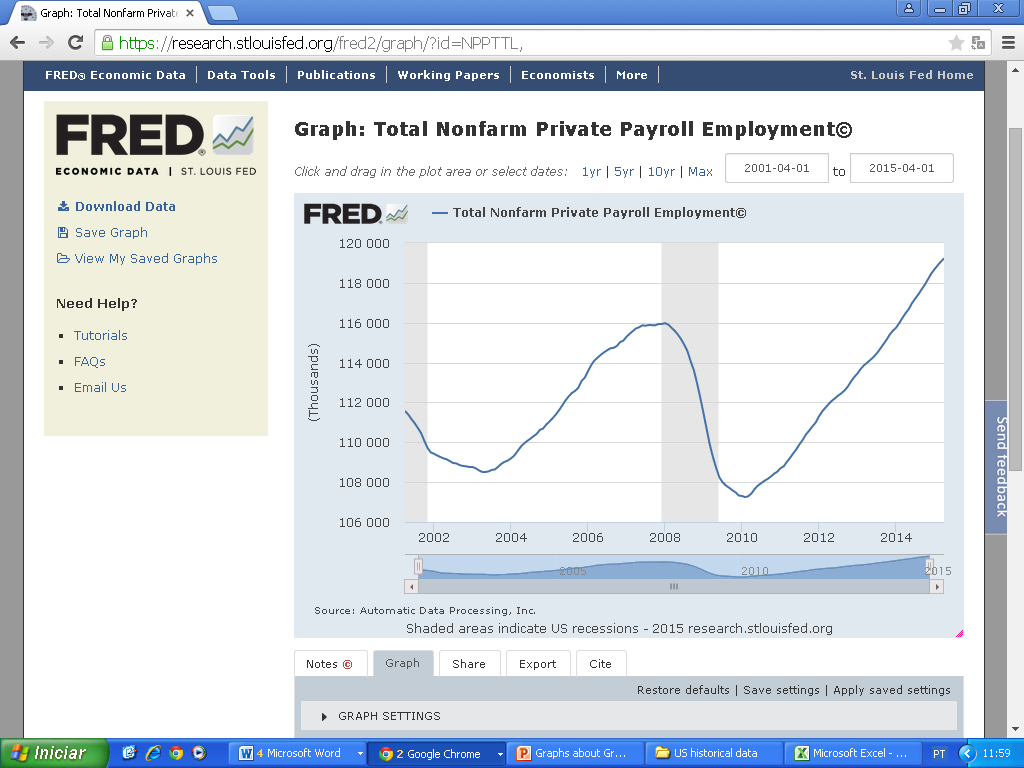 Graph: Total Nonfarm Private
https://research.stlouisfed.org/fred2/graph/?id=NPPTTL,
FRED® Economic Data | Data Tools | Publications | Working Papers | Economists | More | St. Louis Fed Home
FRED®
ECONOMIC DATA | ST. LOUIS FED
Download Data
Save Graph
View My Saved Graphs
Need Help?
Tutorials
FAQs
Email Us
Graph: Total Nonfarm Private Payroll Employment©
Click and drag in the plot area or select dates: 1yr | 5yr | 10yr | Max 2001-04-01 to 2015-04-01
FRED — Total Nonfarm Private Payroll Employment©
(Thousands)
120 000
118 000
116 000
114 000
112 000
110 000
108 000
106 000
2002 2004 2006 2008 2010 2012 2014
2005 2010 2015
Source: Automatic Data Processing, Inc.
Shaded areas indicate US recessions - 2015 research.stlouisfed.org
Send feedback
Notes © Graph Share Export Cite
Restore defaults | Save settings | Apply saved settings
GRAPH SETTINGS
Iniciar 4 Microsoft Word 2 Google Chrome Graphs about Gr... US historical data Microsoft Excel - ... PT 11:59